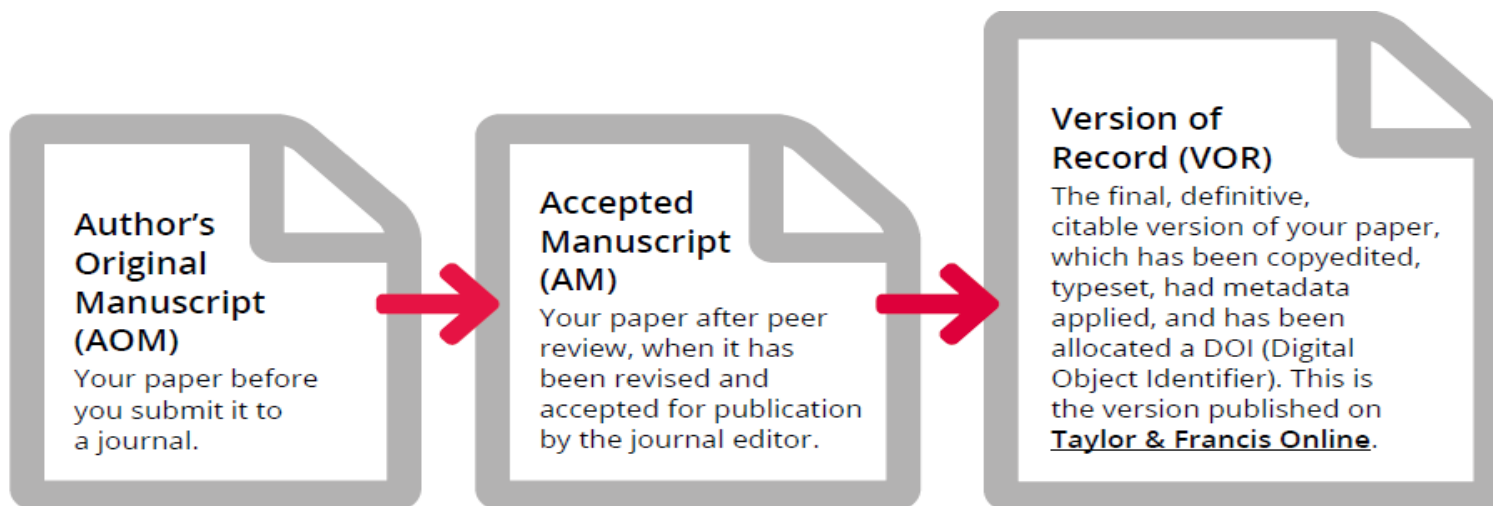 Author’s
Original
Manuscript
(AOM)
Your paper before
you submit it to
a journal.
Accepted
Manuscript
(AM)
Your paper after peer
review, when it has
been revised and
accepted for publication
by the journal editor.
Version of
Record (VOR)
The final, definitive,
citable version of your paper,
which has been copyedited,
typeset, had metadata
applied, and has been
allocated a DOI (Digital
Object Identifier). This is
the version published on
Taylor & Francis Online.